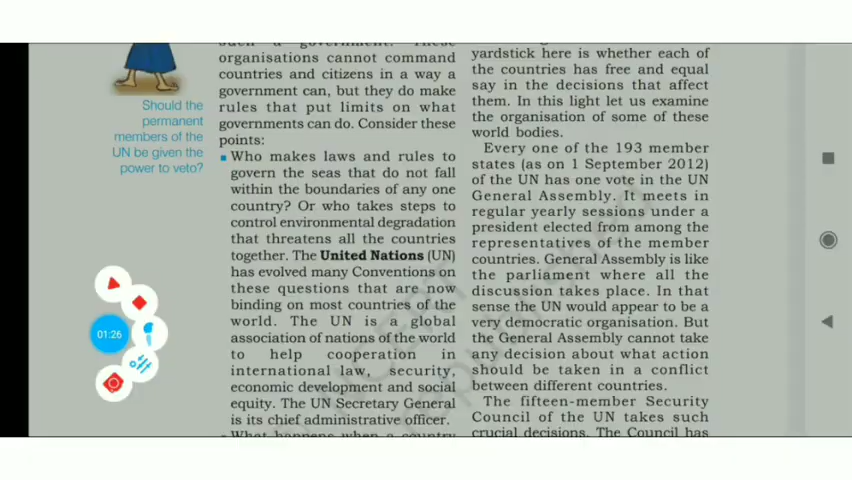 Should the
permanent
members of the
UN be given the
power to veto?
such a government. These
organisations cannot command
countries and citizens in a way a
government can, but they do make
rules that put limits on what
governments can do. Consider these
points:
Who makes laws and rules to
govern the seas that do not fall
within the boundaries of any one
country? Or who takes steps to
control environmental degradation
that threatens all the countries
together. The United Nations (UN)
has evolved many Conventions on
these questions that are now
binding on most countries of the
world. The UN is a global
association of nations of the world
to help cooperation in
international law, security,
economic development and social
equity. The UN Secretary General
is its chief administrative officer.
What happens when a country
yardstick here is whether each of
the countries has free and equal
say in the decisions that affect
them. In this light let us examine
the organisation of some of these
world bodies.
Every one of the 193 member
states (as on 1 September 2012)
of the UN has one vote in the UN
General Assembly. It meets in
regular yearly sessions under a
president elected from among the
representatives of the member
countries. General Assembly is like
the parliament where all the
discussion takes place. In that
sense the UN would appear to be a
very democratic organisation. But
the General Assembly cannot take
any decision about what action
should be taken in a conflict
between different countries.
The fifteen-member Security
Council of the UN takes such
crucial decisions. The Council has
01:26